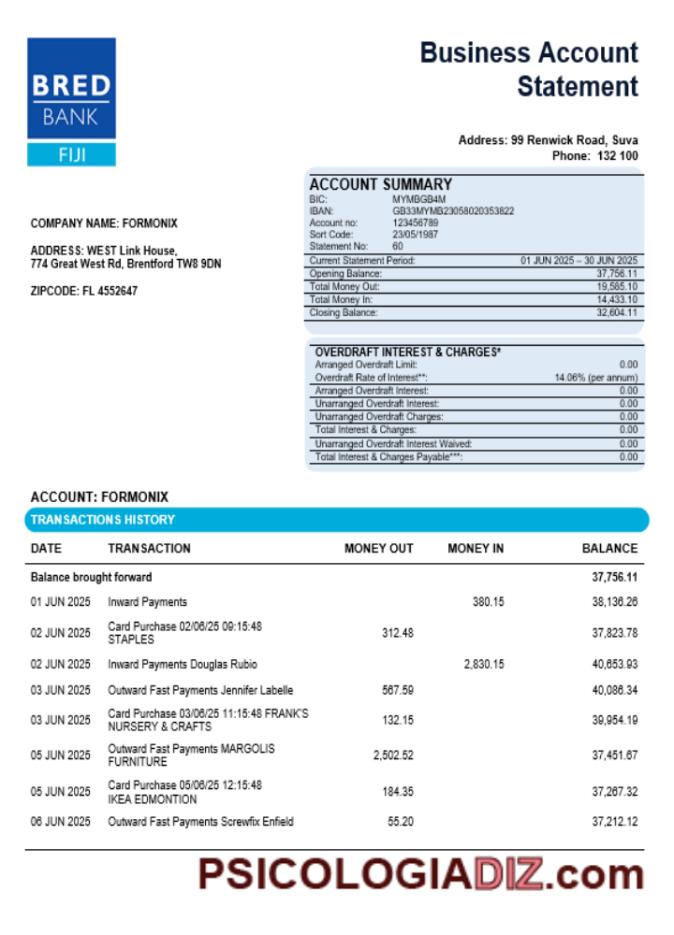 BRED
BANK
FIJI
Business Account
Statement
Address: 99 Renwick Road, Suva
Phone: 132 100
COMPANY NAME: FORMONIX
ADDRESS: WEST Link House,
774 Great West Rd, Brentford TW8 9DN
ZIPCODE: FL 4552647
ACCOUNT SUMMARY
BIC: MYMBGB4M
IBAN: GB33MYMB23058020353822
Account no: 123456789
Sort Code: 23/05/1987
Statement No: 60
Current Statement Period: 01 JUN 2025 – 30 JUN 2025
Opening Balance: 37,756.11
Total Money Out: 19,585.10
Total Money In: 14,433.10
Closing Balance: 32,604.11
OVERDRAFT INTEREST & CHARGES*
Arranged Overdraft Limit: 0.00
Overdraft Rate of Interest**: 14.06% (per annum)
Arranged Overdraft Interest: 0.00
Unarranged Overdraft Interest: 0.00
Unarranged Overdraft Charges: 0.00
Total Interest & Charges: 0.00
Unarranged Overdraft Interest Waived: 0.00
Total Interest & Charges Payable***: 0.00
ACCOUNT: FORMONIX
TRANSACTIONS HISTORY
DATE TRANSACTION MONEY OUT MONEY IN BALANCE
Balance brought forward 37,756.11
01 JUN 2025 Inward Payments 380.15 38,136.26
02 JUN 2025 Card Purchase 02/06/25 09:15:48 312.48 37,823.78
STAPLES
02 JUN 2025 Inward Payments Douglas Rubio 2,830.15 40,653.93
03 JUN 2025 Outward Fast Payments Jennifer Labelle 567.59 40,086.34
03 JUN 2025 Card Purchase 03/06/25 11:15:48 FRANK'S 132.15 39,954.19
NURSERY & CRAFTS
05 JUN 2025 Outward Fast Payments MARGOLIS 2,502.52 37,451.67
FURNITURE
05 JUN 2025 Card Purchase 05/06/25 12:15:48 184.35 37,267.32
IKEA EDMONTION
06 JUN 2025 Outward Fast Payments Screwfix Enfield 55.20 37,212.12
PSICOLOGIADIZ.com